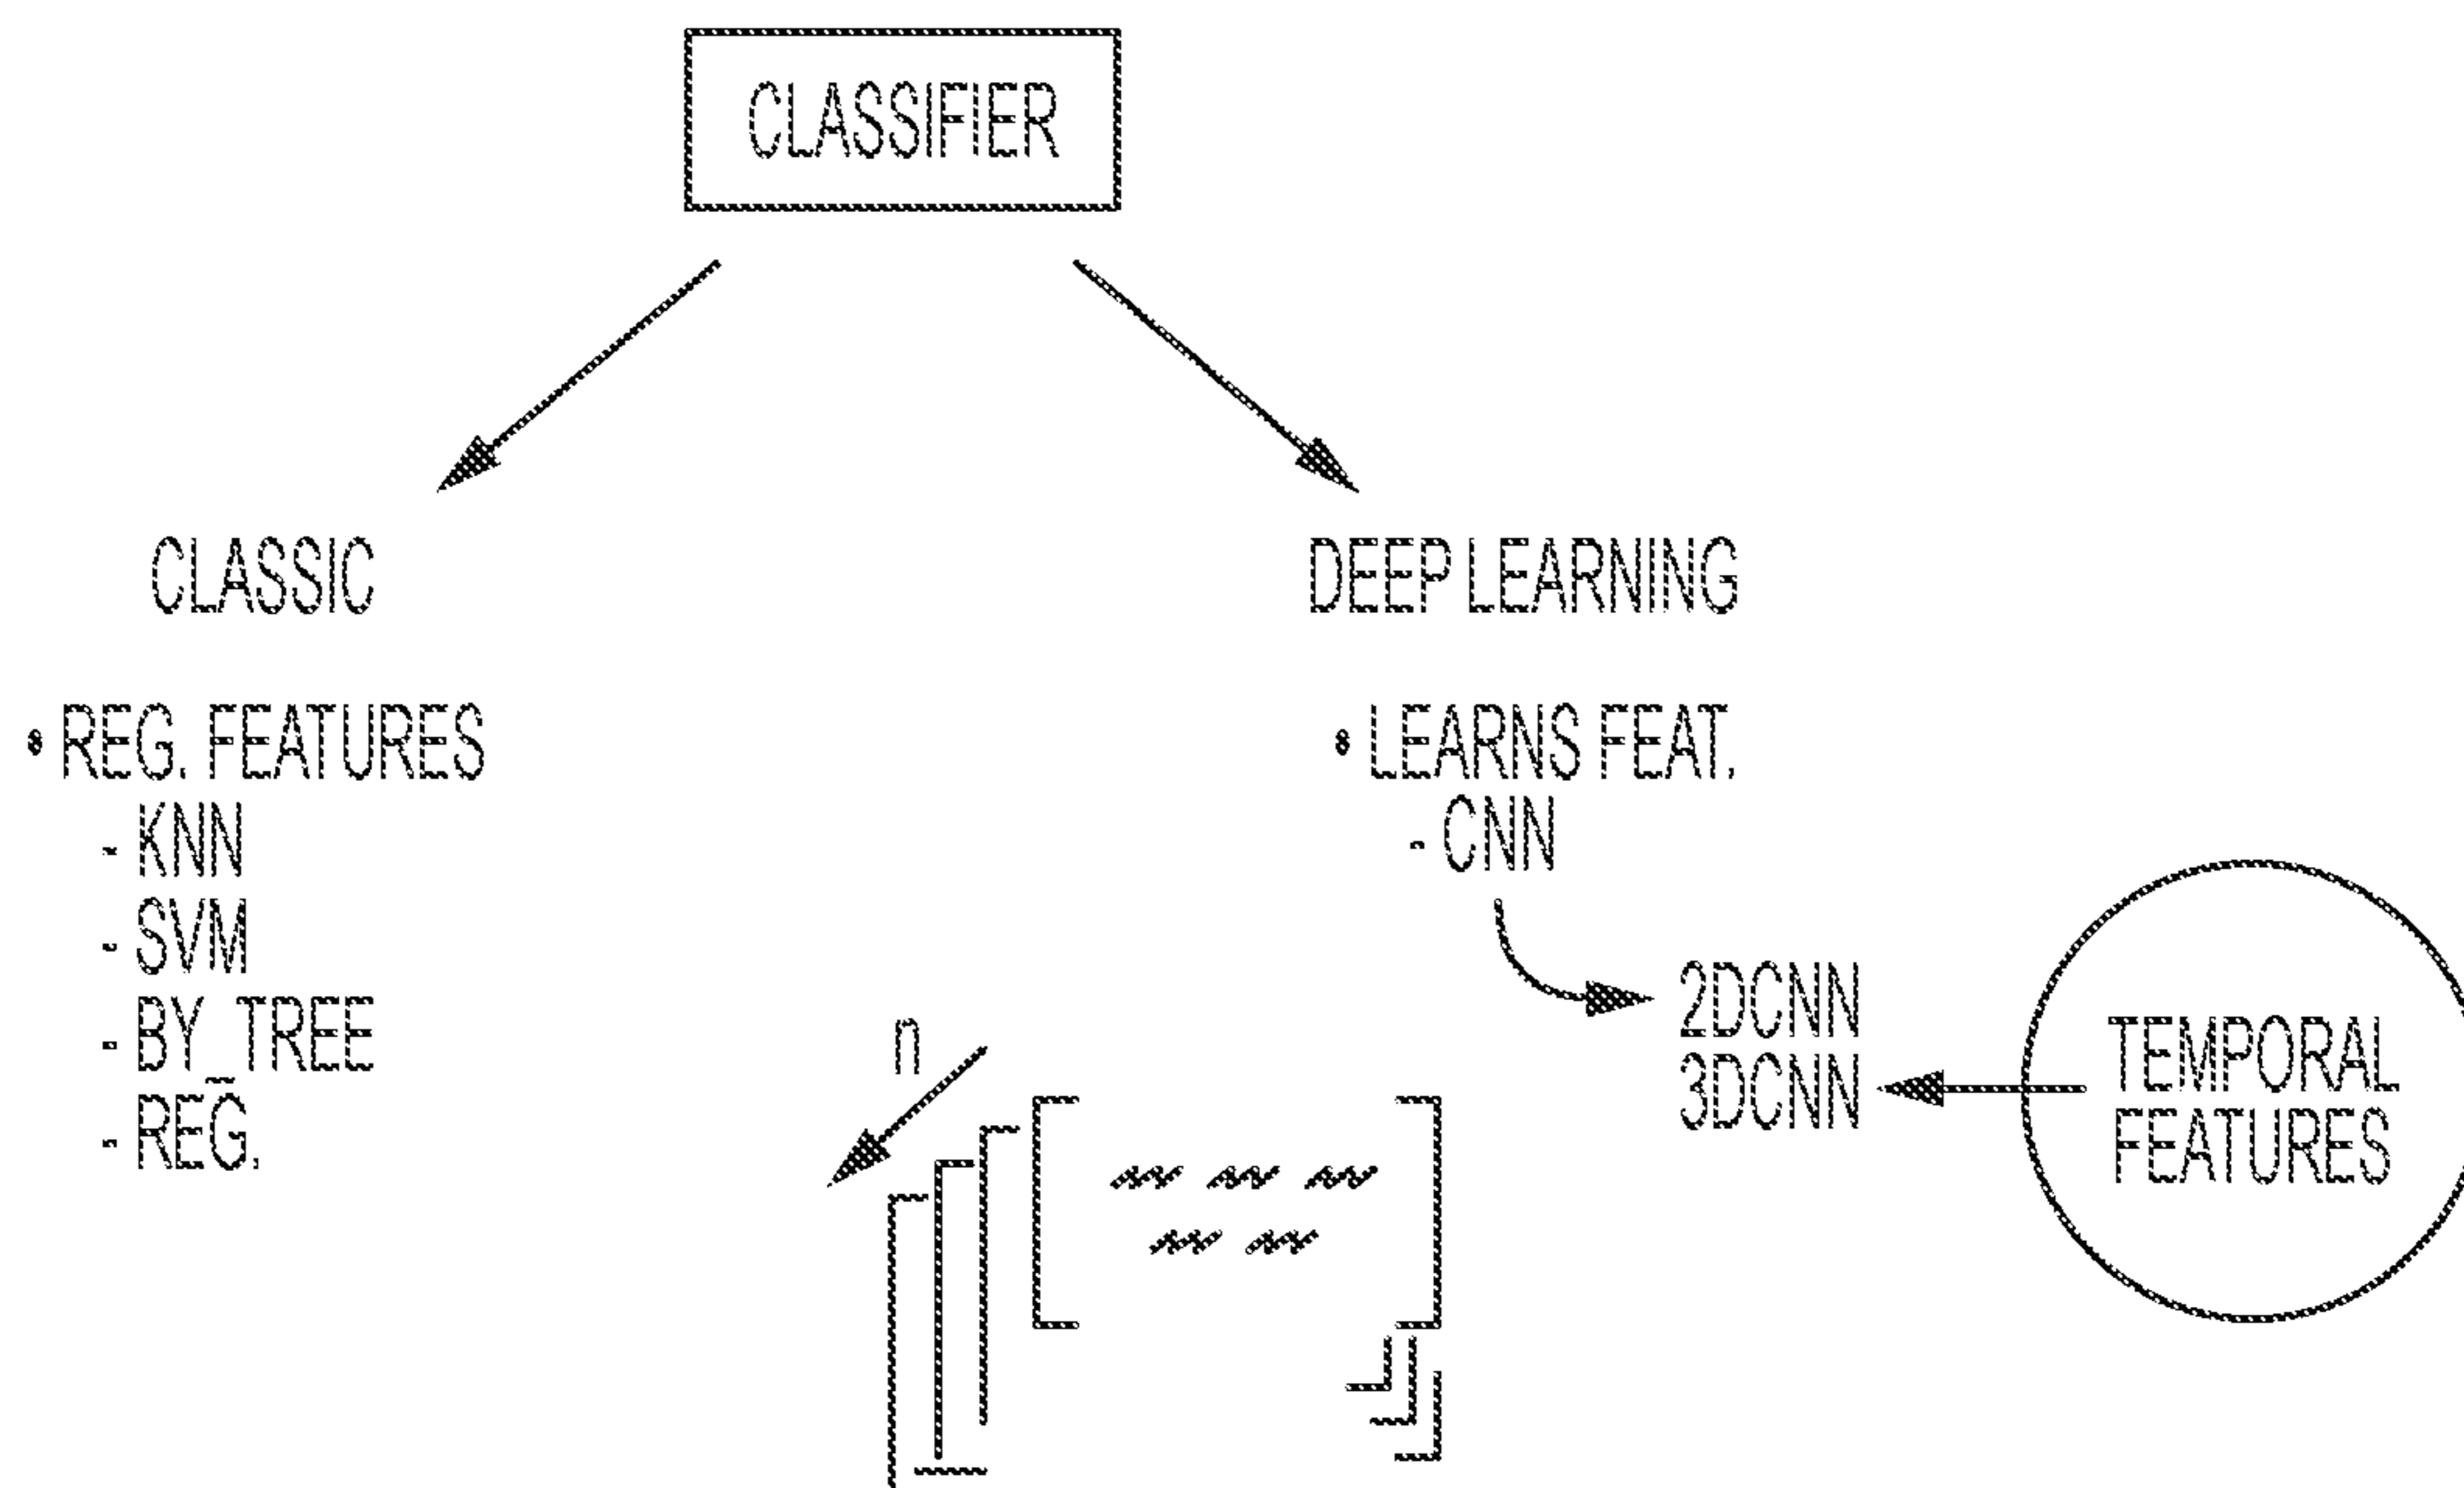 CLASSIFIER
CLASSIC
• REG. FEATURES
- KNN
- SVM
- BY_TREE
- REG.
DEEP LEARNING
• LEARNS FEAT.
- CNN
2DCNN
3DCNN
TEMPORAL
FEATURES
n